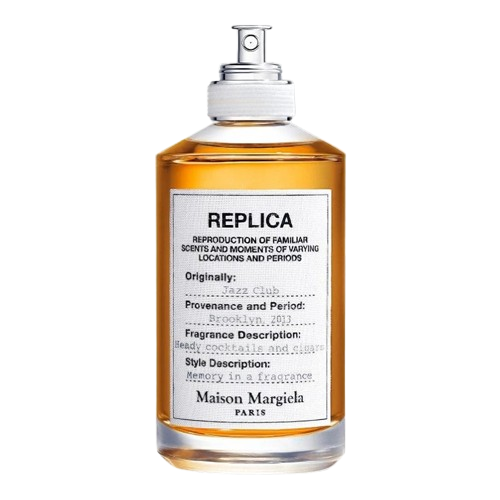 REPLICA
REPRODUCTION OF FAMILIAR
SCENTS AND MOMENTS OF VARYING
LOCATIONS AND PERIODS
Originally:
Jazz Club
Provenance and Period:
Brooklyn, 2013
Fragrance Description:
Heady cocktails and cigars
Style Description:
Memory in a fragrance
Maison Margiela
PARIS